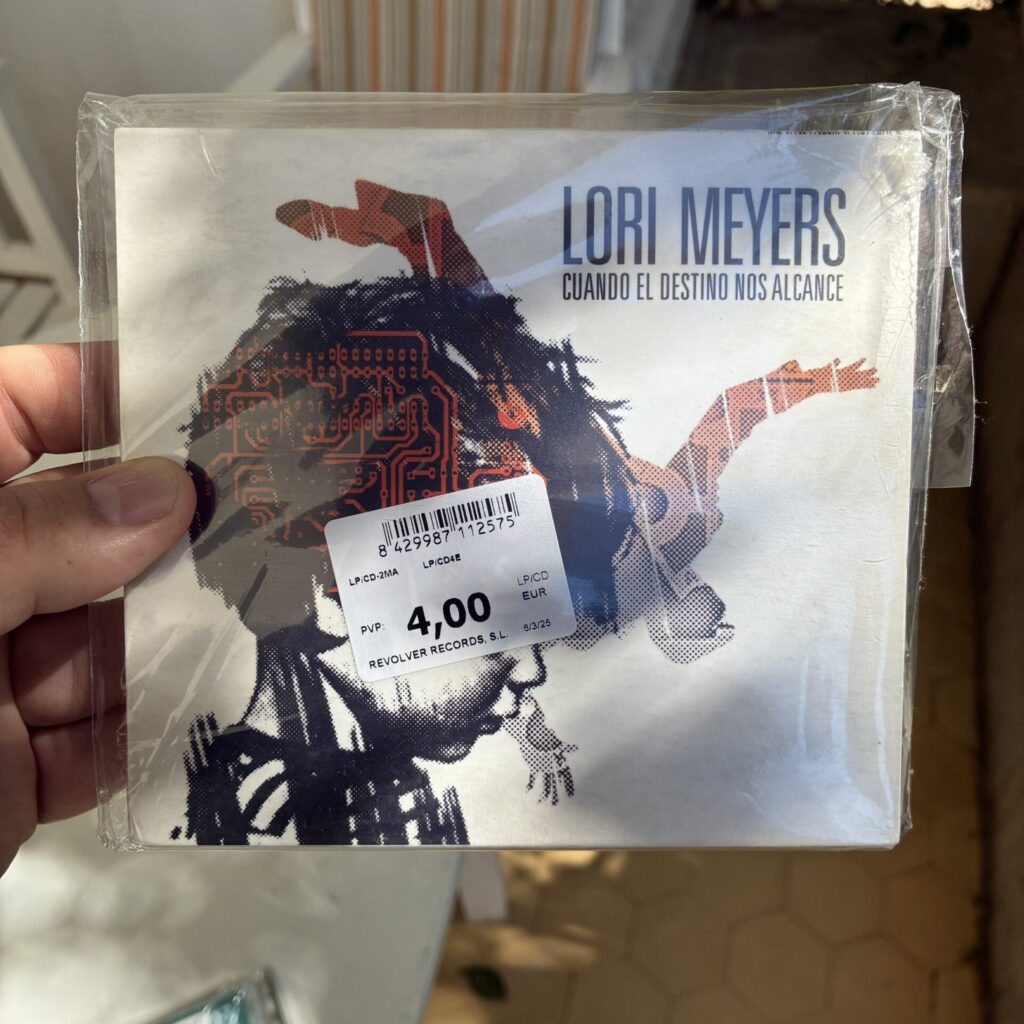 LORI MEYERS
CUANDO EL DESTINO NOS ALCANCE
8 429987 112575
LP/CD-2MA LP/CD4E
LP/CD
EUR
PVP: 4,00
6/3/25
REVOLVER RECORDS, S.L.